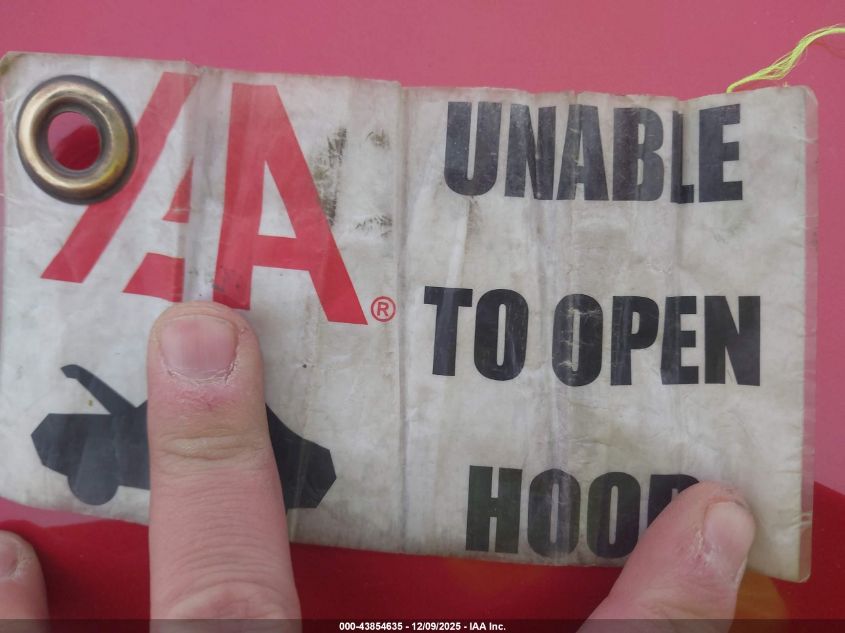 IAA®
UNABLE
TO OPEN
HOOD
000-43854635 - 12/09/2025 - IAA Inc.